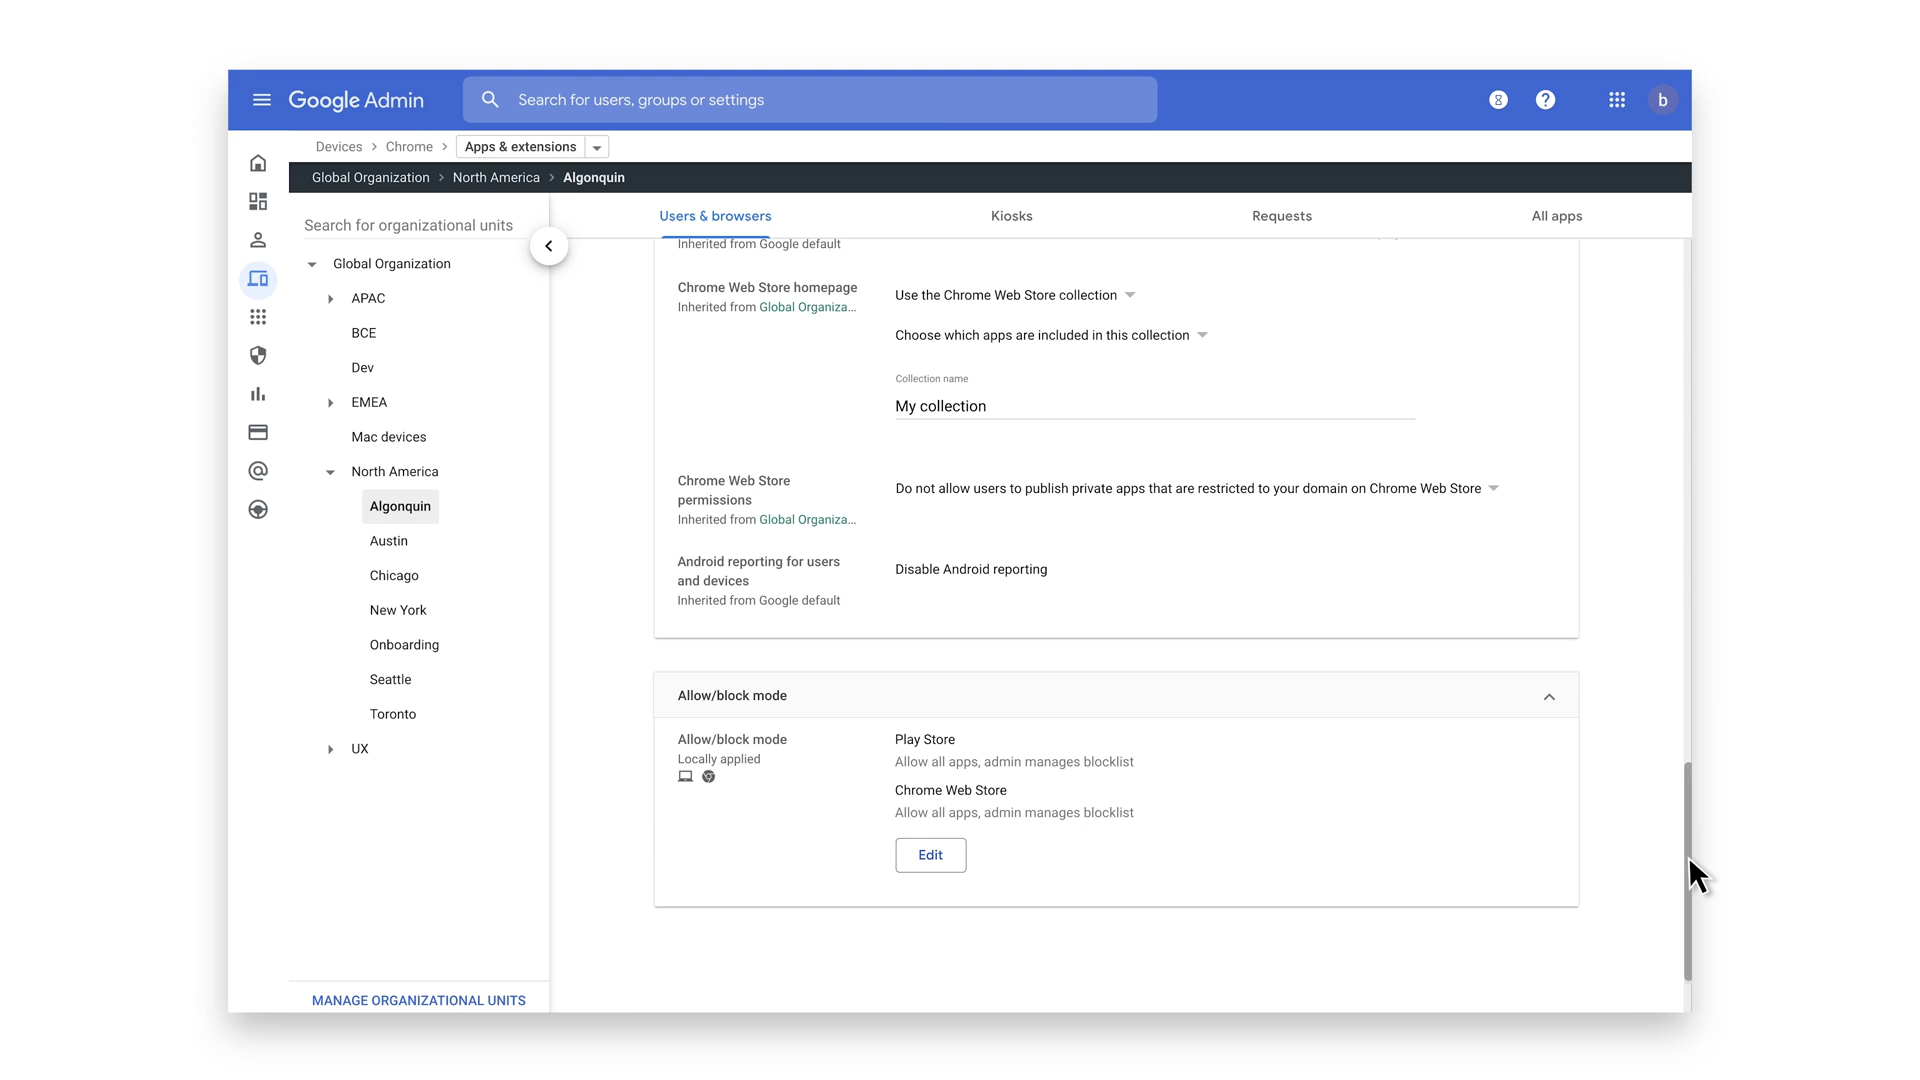 Google Admin
Search for users, groups or settings
b
Devices > Chrome > Apps & extensions
Global Organization > North America > Algonquin
Search for organizational units
Global Organization
APAC
BCE
Dev
EMEA
Mac devices
North America
Algonquin
Austin
Chicago
New York
Onboarding
Seattle
Toronto
UX
MANAGE ORGANIZATIONAL UNITS
Users & browsers
Kiosks
Requests
All apps
Inherited from Google default
Chrome Web Store homepage
Inherited from Global Organiza...
Use the Chrome Web Store collection
Choose which apps are included in this collection
Collection name
My collection
Chrome Web Store
permissions
Inherited from Global Organiza...
Do not allow users to publish private apps that are restricted to your domain on Chrome Web Store
Android reporting for users
and devices
Inherited from Google default
Disable Android reporting
Allow/block mode
Allow/block mode
Locally applied
Play Store
Allow all apps, admin manages blocklist
Chrome Web Store
Allow all apps, admin manages blocklist
Edit